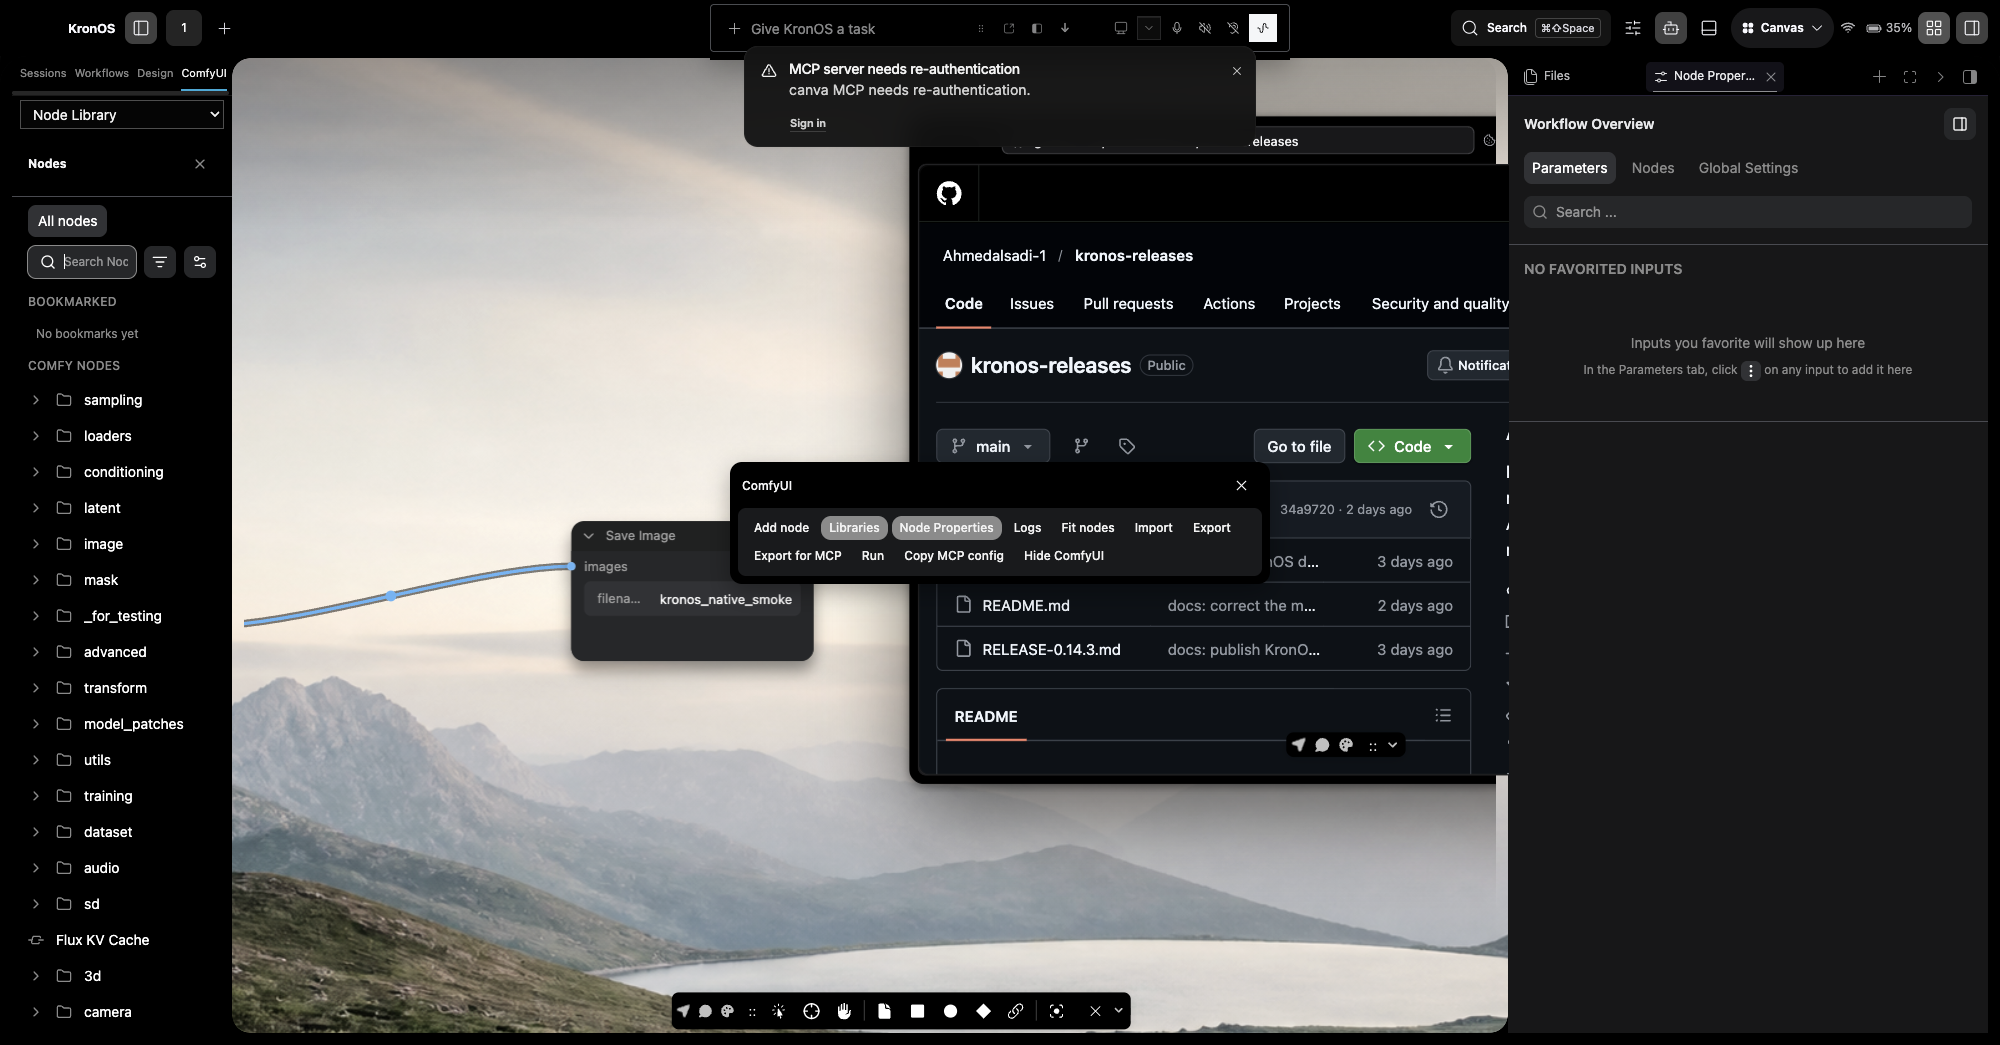 KronOS
1
Give KronOS a task
Search
⌘⇧Space
Canvas
35%
Sessions
Workflows
Design
ComfyUI
Node Library
Nodes
All nodes
Search Noc
BOOKMARKED
No bookmarks yet
COMFY NODES
sampling
loaders
conditioning
latent
image
mask
_for_testing
advanced
transform
model_patches
utils
training
dataset
audio
sd
Flux KV Cache
3d
camera
MCP server needs re-authentication
canva MCP needs re-authentication.
Sign in
eleases
Ahmedalsadi-1 / kronos-releases
Code
Issues
Pull requests
Actions
Projects
Security and quality
kronos-releases
Public
Notificat
main
Go to file
Code
34a9720 · 2 days ago
nOS d...
3 days ago
README.md
docs: correct the m...
2 days ago
RELEASE-0.14.3.md
docs: publish KronO...
3 days ago
README
ComfyUI
Add node
Libraries
Node Properties
Logs
Fit nodes
Import
Export
Export for MCP
Run
Copy MCP config
Hide ComfyUI
Save Image
images
filena...
kronos_native_smoke
Files
Node Proper...
Workflow Overview
Parameters
Nodes
Global Settings
Search ...
NO FAVORITED INPUTS
Inputs you favorite will show up here
In the Parameters tab, click ⋮ on any input to add it here